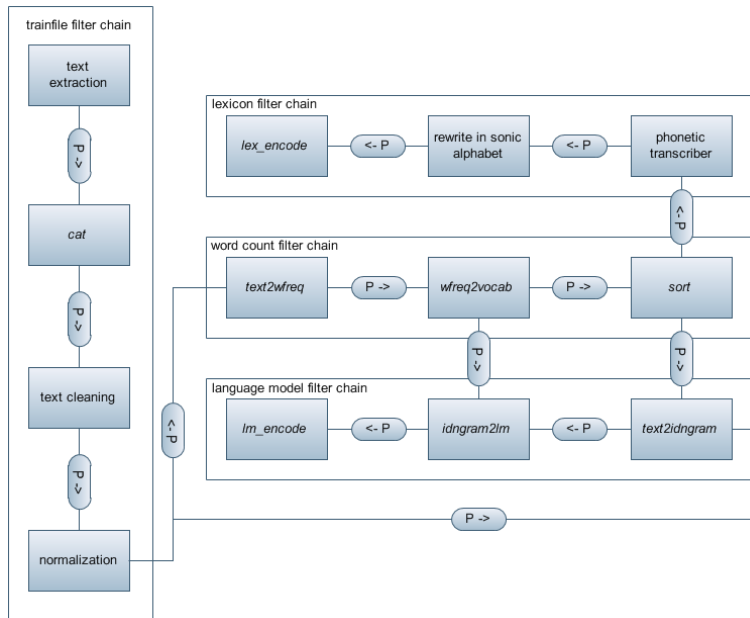 trainfile filter chain
text
extraction
P ->
cat
P ->
text cleaning
P ->
normalization
lexicon filter chain
lex_encode
<- P
rewrite in sonic
alphabet
<- P
phonetic
transcriber
<- P
word count filter chain
text2wfreq
P ->
wfreq2vocab
P ->
sort
P ->
P ->
language model filter chain
lm_encode
<- P
idngram2lm
<- P
text2idngram
<- P
P ->